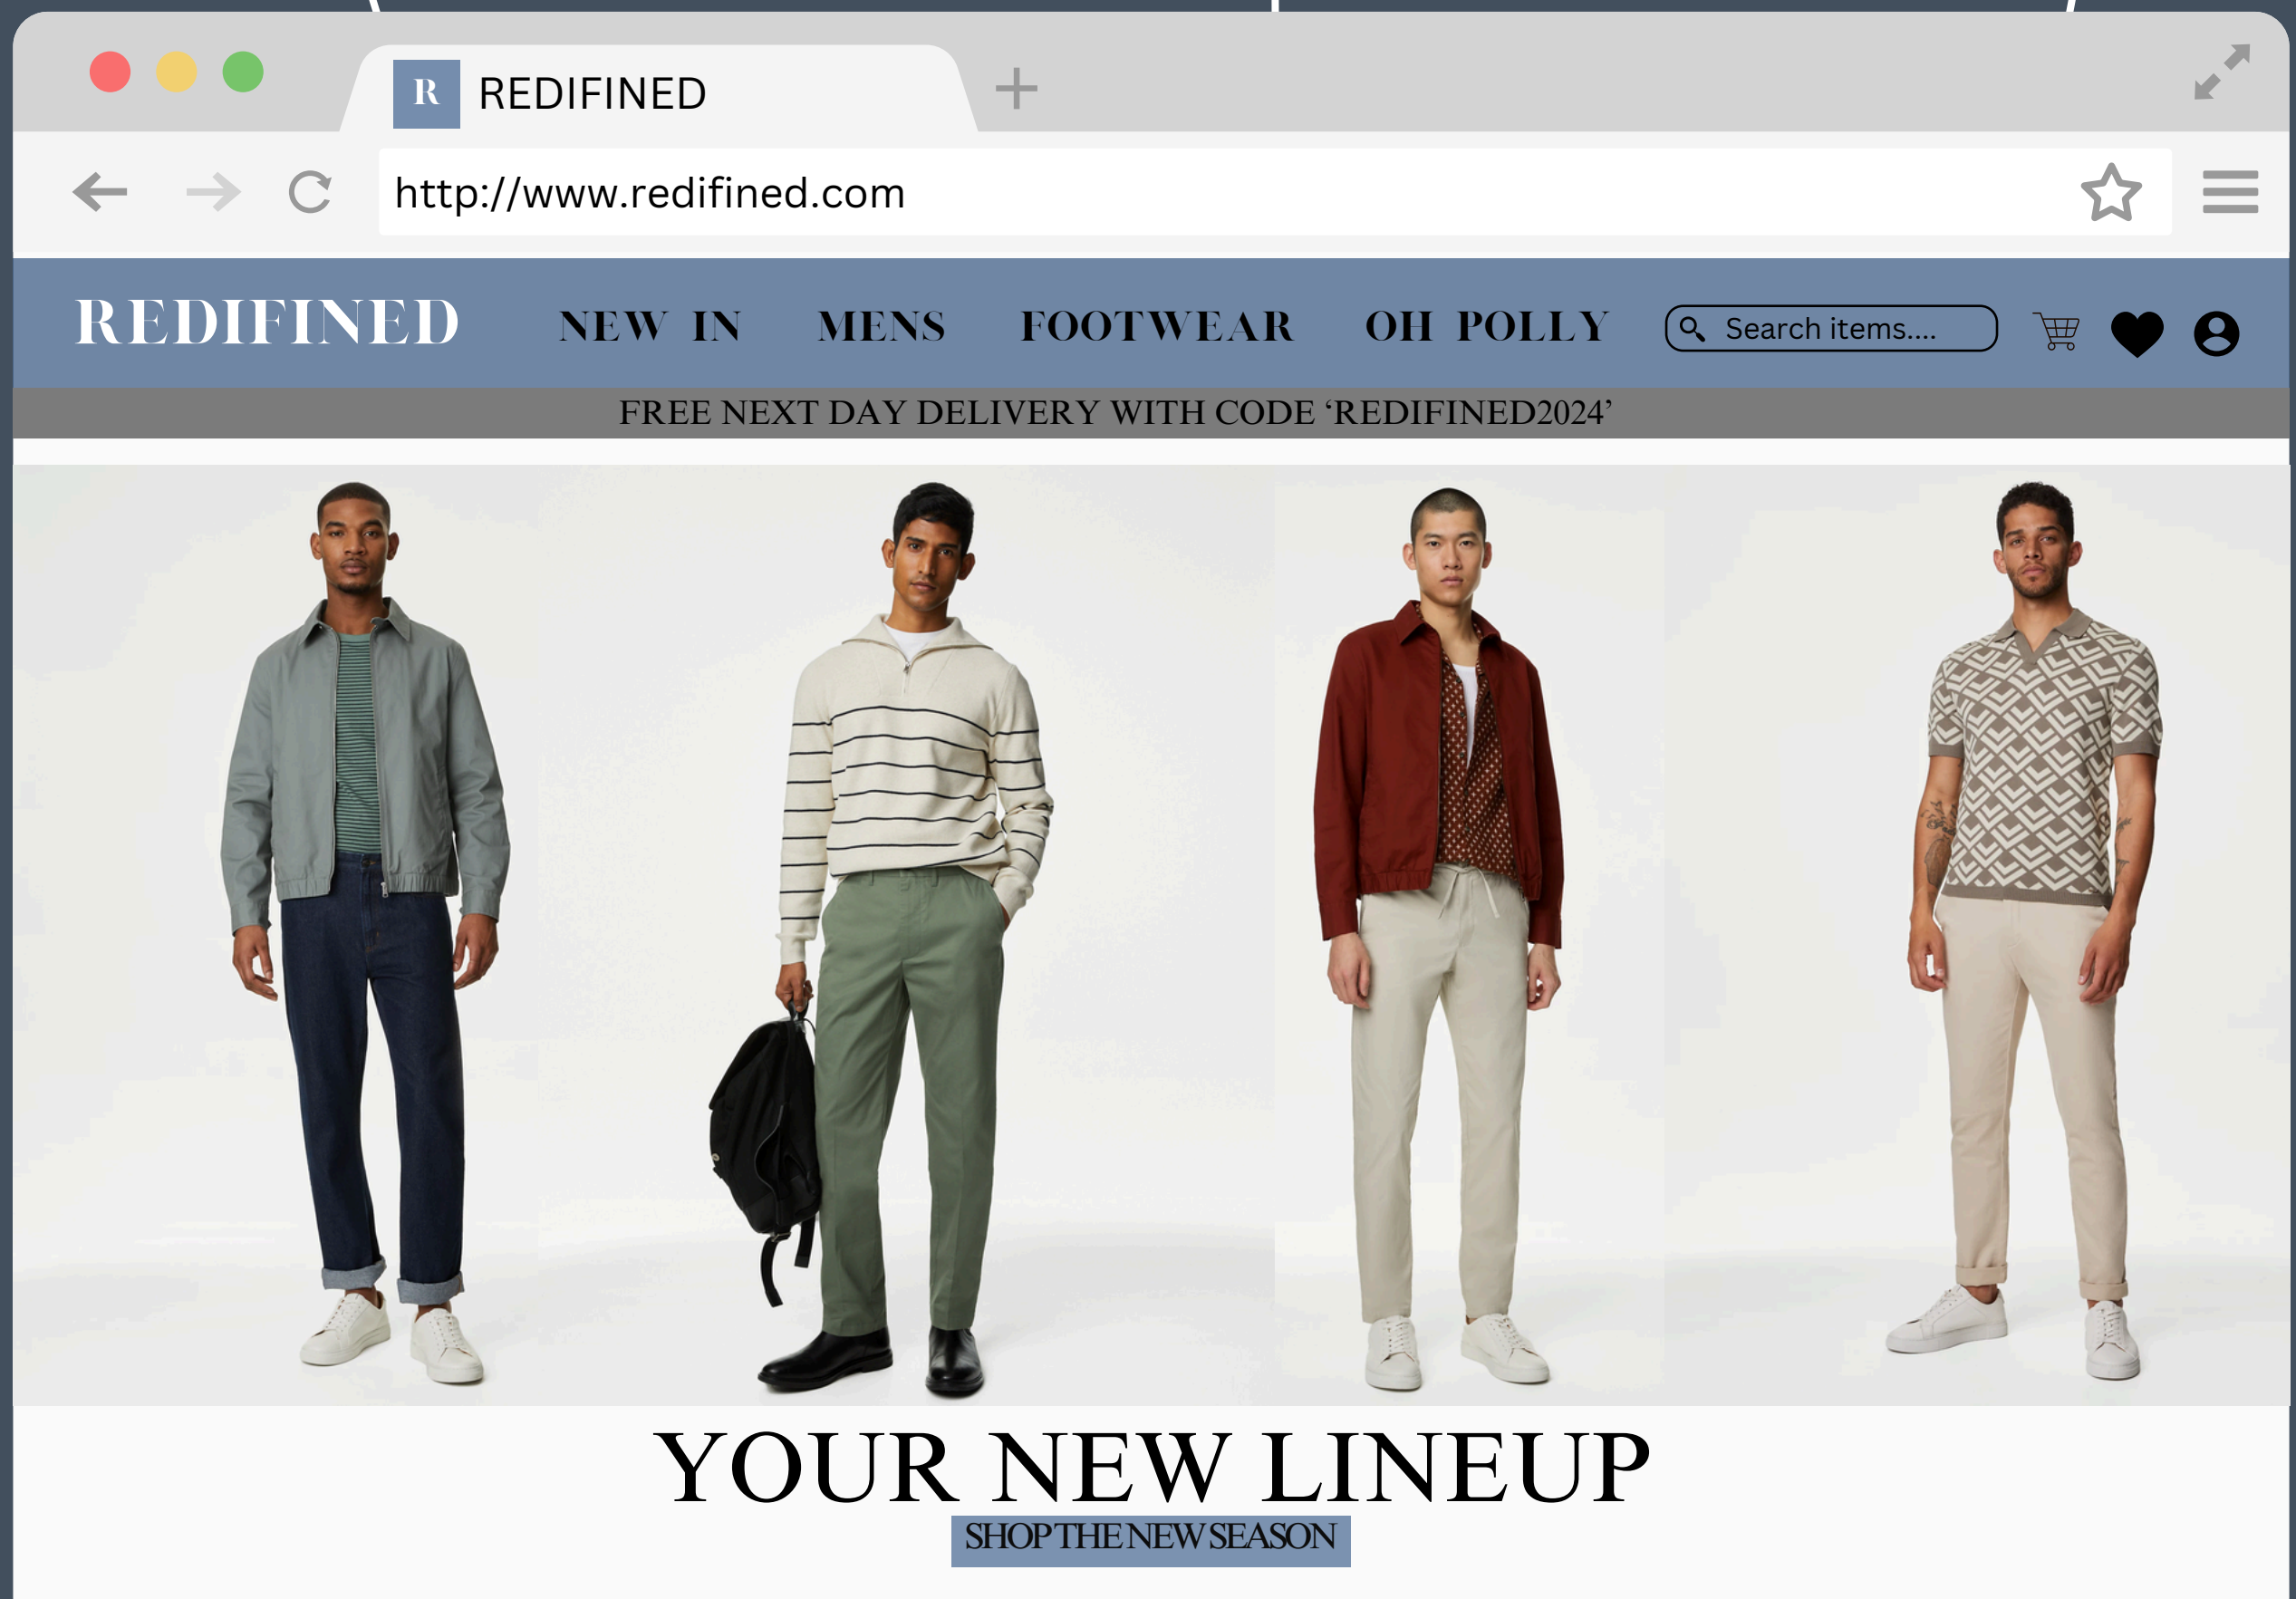 R REDIFINED
http://www.redifined.com
REDIFINED NEW IN MENS FOOTWEAR OH POLLY Search items....
FREE NEXT DAY DELIVERY WITH CODE ‘REDIFINED2024’
YOUR NEW LINEUP
SHOP THE NEW SEASON